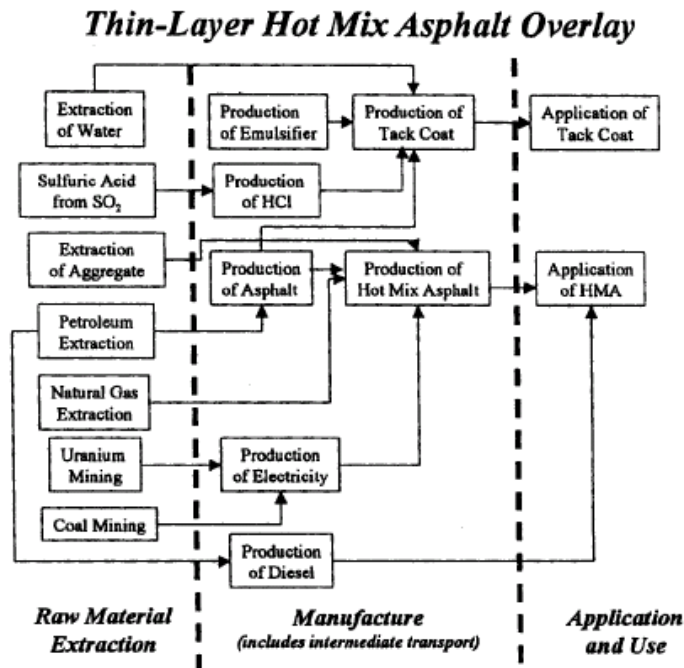 Thin-Layer Hot Mix Asphalt Overlay
Extraction
of Water
Production
of Emulsifier
Production of
Tack Coat
Application of
Tack Coat
Sulfuric Acid
from SO₂
Production
of HCl
Extraction
of Aggregate
Production
of Asphalt
Production of
Hot Mix Asphalt
Application
of HMA
Petroleum
Extraction
Natural Gas
Extraction
Uranium
Mining
Production
of Electricity
Coal Mining
Production
of Diesel
Raw Material
Extraction
Manufacture
(includes intermediate transport)
Application
and Use